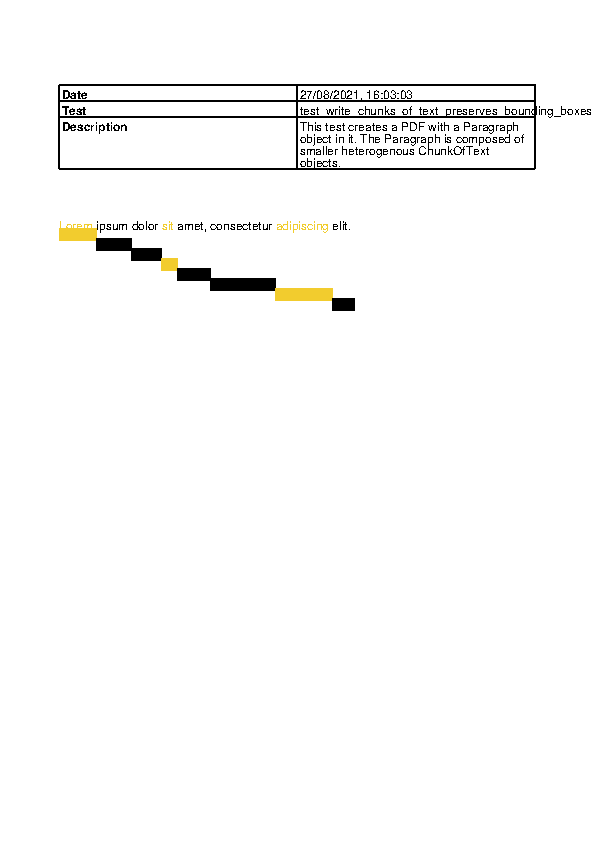 Date 27/08/2021, 16:03:03
Test test_write_chunks_of_text_preserves_bounding_boxes
Description This test creates a PDF with a Paragraph
object in it. The Paragraph is composed of
smaller heterogenous ChunkOfText
objects.
Lorem ipsum dolor sit amet, consectetur adipiscing elit.